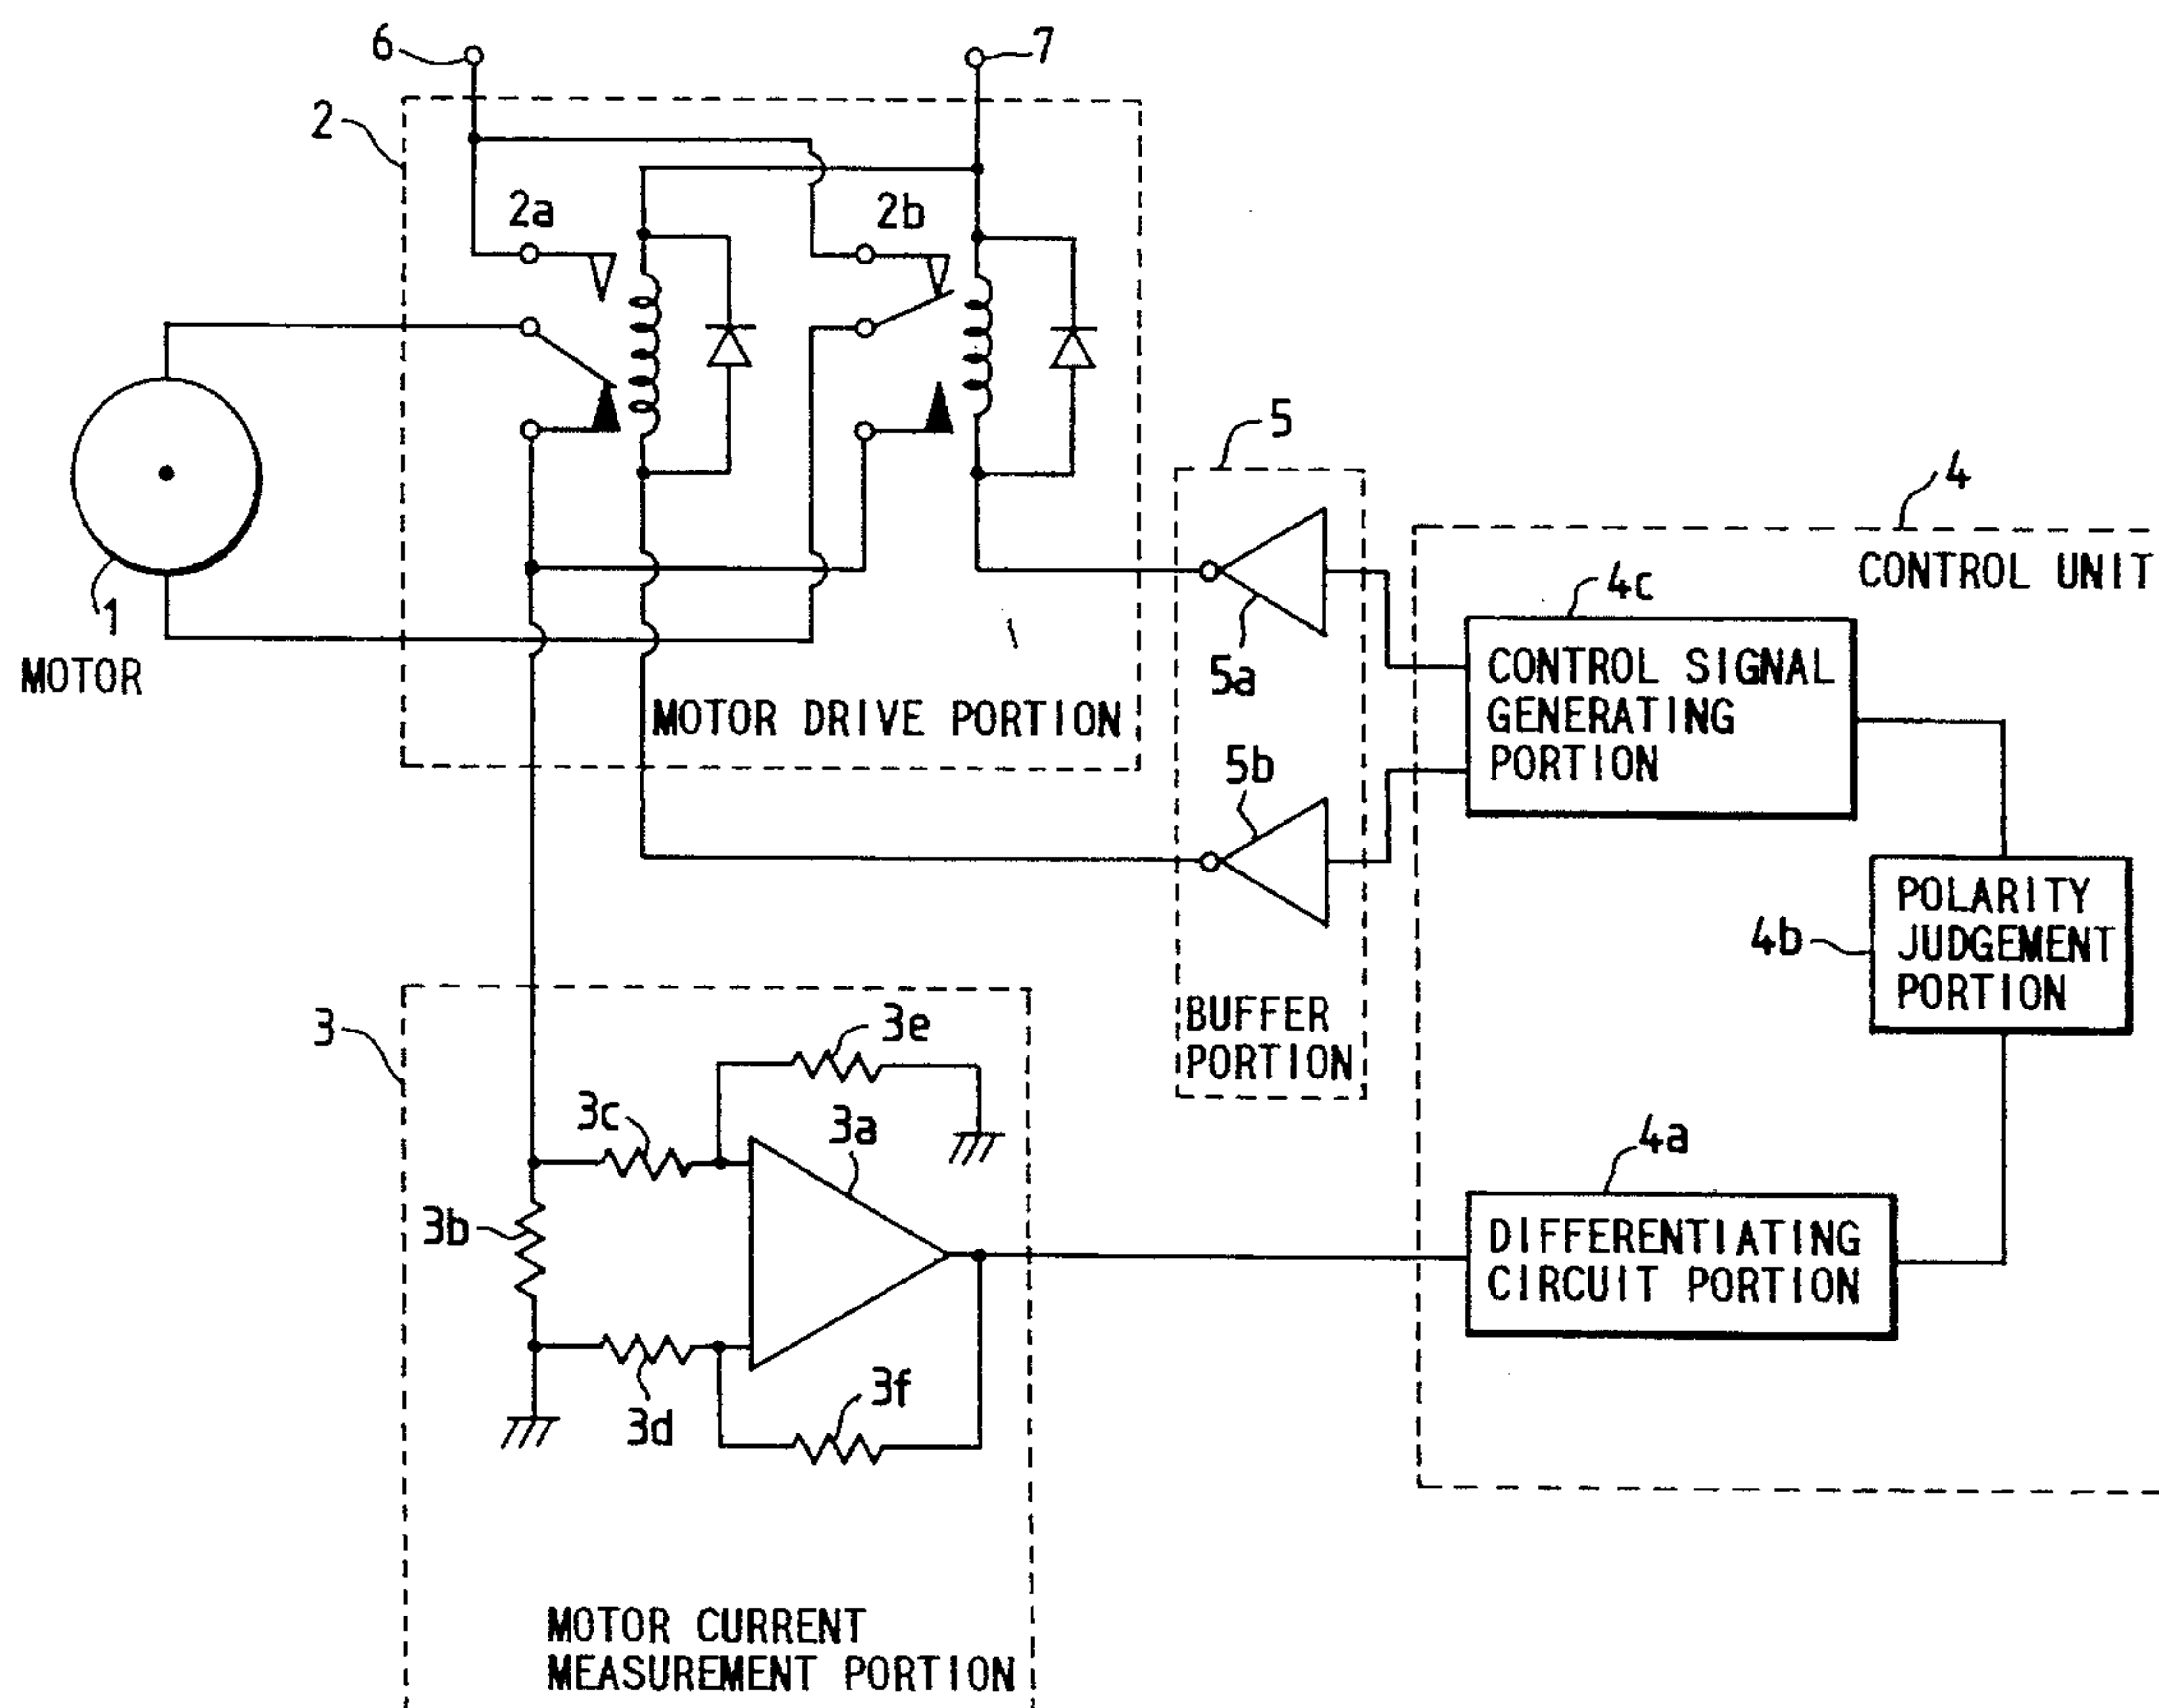 6
7
2
2a
2b
5
4
CONTROL UNIT
4c
1
MOTOR
5a
CONTROL SIGNAL
GENERATING
PORTION
MOTOR DRIVE PORTION
5b
4b
POLARITY
JUDGEMENT
PORTION
3
3e
BUFFER
PORTION
3c
3a
4a
3b
DIFFERENTIATING
CIRCUIT PORTION
3d
3f
MOTOR CURRENT
MEASUREMENT PORTION